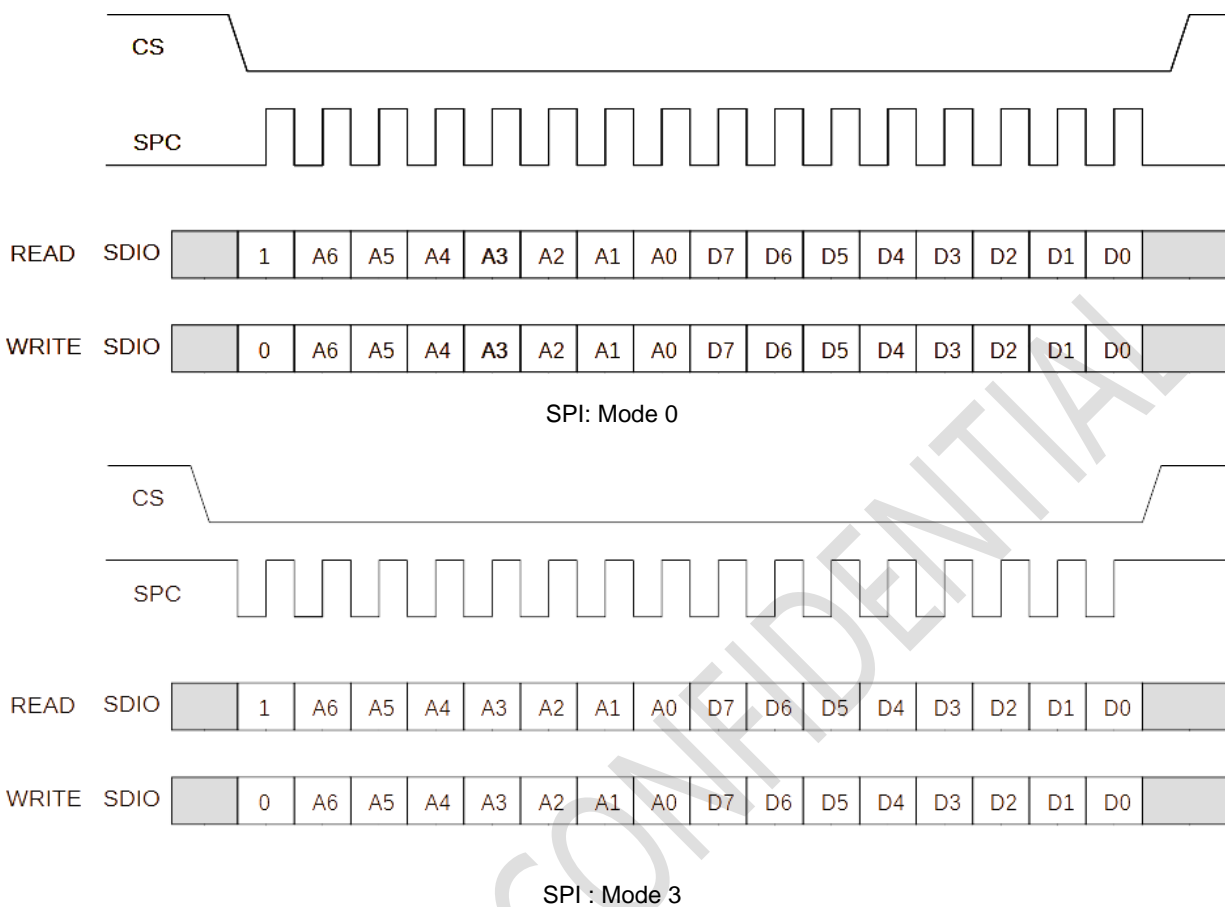 CS
SPC
READ SDIO 1 A6 A5 A4 A3 A2 A1 A0 D7 D6 D5 D4 D3 D2 D1 D0
WRITE SDIO 0 A6 A5 A4 A3 A2 A1 A0 D7 D6 D5 D4 D3 D2 D1 D0
SPI: Mode 0
CS
SPC
READ SDIO 1 A6 A5 A4 A3 A2 A1 A0 D7 D6 D5 D4 D3 D2 D1 D0
WRITE SDIO 0 A6 A5 A4 A3 A2 A1 A0 D7 D6 D5 D4 D3 D2 D1 D0
SPI : Mode 3
CONFIDENTIAL